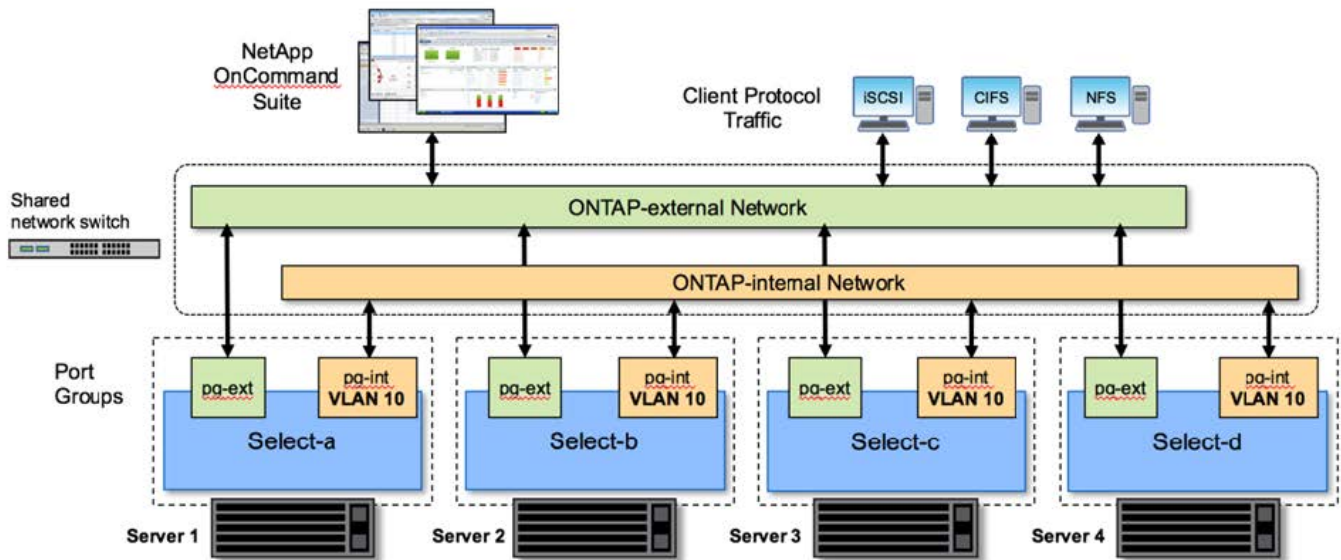 NetApp
OnCommand
Suite
Client Protocol
Traffic
iSCSI
CIFS
NFS
Shared
network switch
ONTAP-external Network
ONTAP-internal Network
Port
Groups
pg-ext
pg-int
VLAN 10
Select-a
pg-ext
pg-int
VLAN 10
Select-b
pg-ext
pg-int
VLAN 10
Select-c
pg-ext
pg-int
VLAN 10
Select-d
Server 1
Server 2
Server 3
Server 4